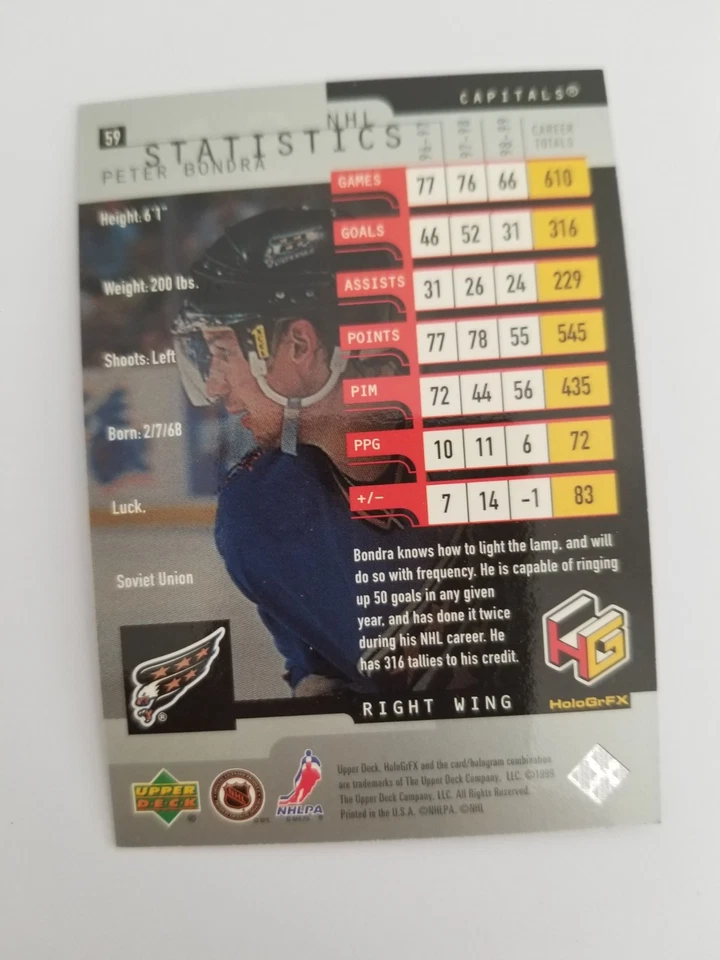 CAPITALS®
59
NHL
STATISTICS
PETER BONDRA
96-97 97-98 98-99 CAREER TOTALS
GAMES 77 76 66 610
GOALS 46 52 31 316
ASSISTS 31 26 24 229
POINTS 77 78 55 545
PIM 72 44 56 435
PPG 10 11 6 72
+/- 7 14 -1 83
Height: 6'1"
Weight: 200 lbs.
Shoots: Left
Born: 2/7/68
Luck.
Soviet Union
Bondra knows how to light the lamp. and will
do so with frequency. He is capable of ringing
up 50 goals in any given
year, and has done it twice
during his NHL career. He
has 316 tallies to his credit.
HG
HoloGrFX
RIGHT WING
®
UPPER
DECK
NHL
NHLPA
Upper Deck, HoloGrFX and the card/hologram combination
are trademarks of The Upper Deck Company, LLC. ©1999
The Upper Deck Company, LLC. All Rights Reserved.
Printed in the U.S.A. ©NHLPA. ©NHL